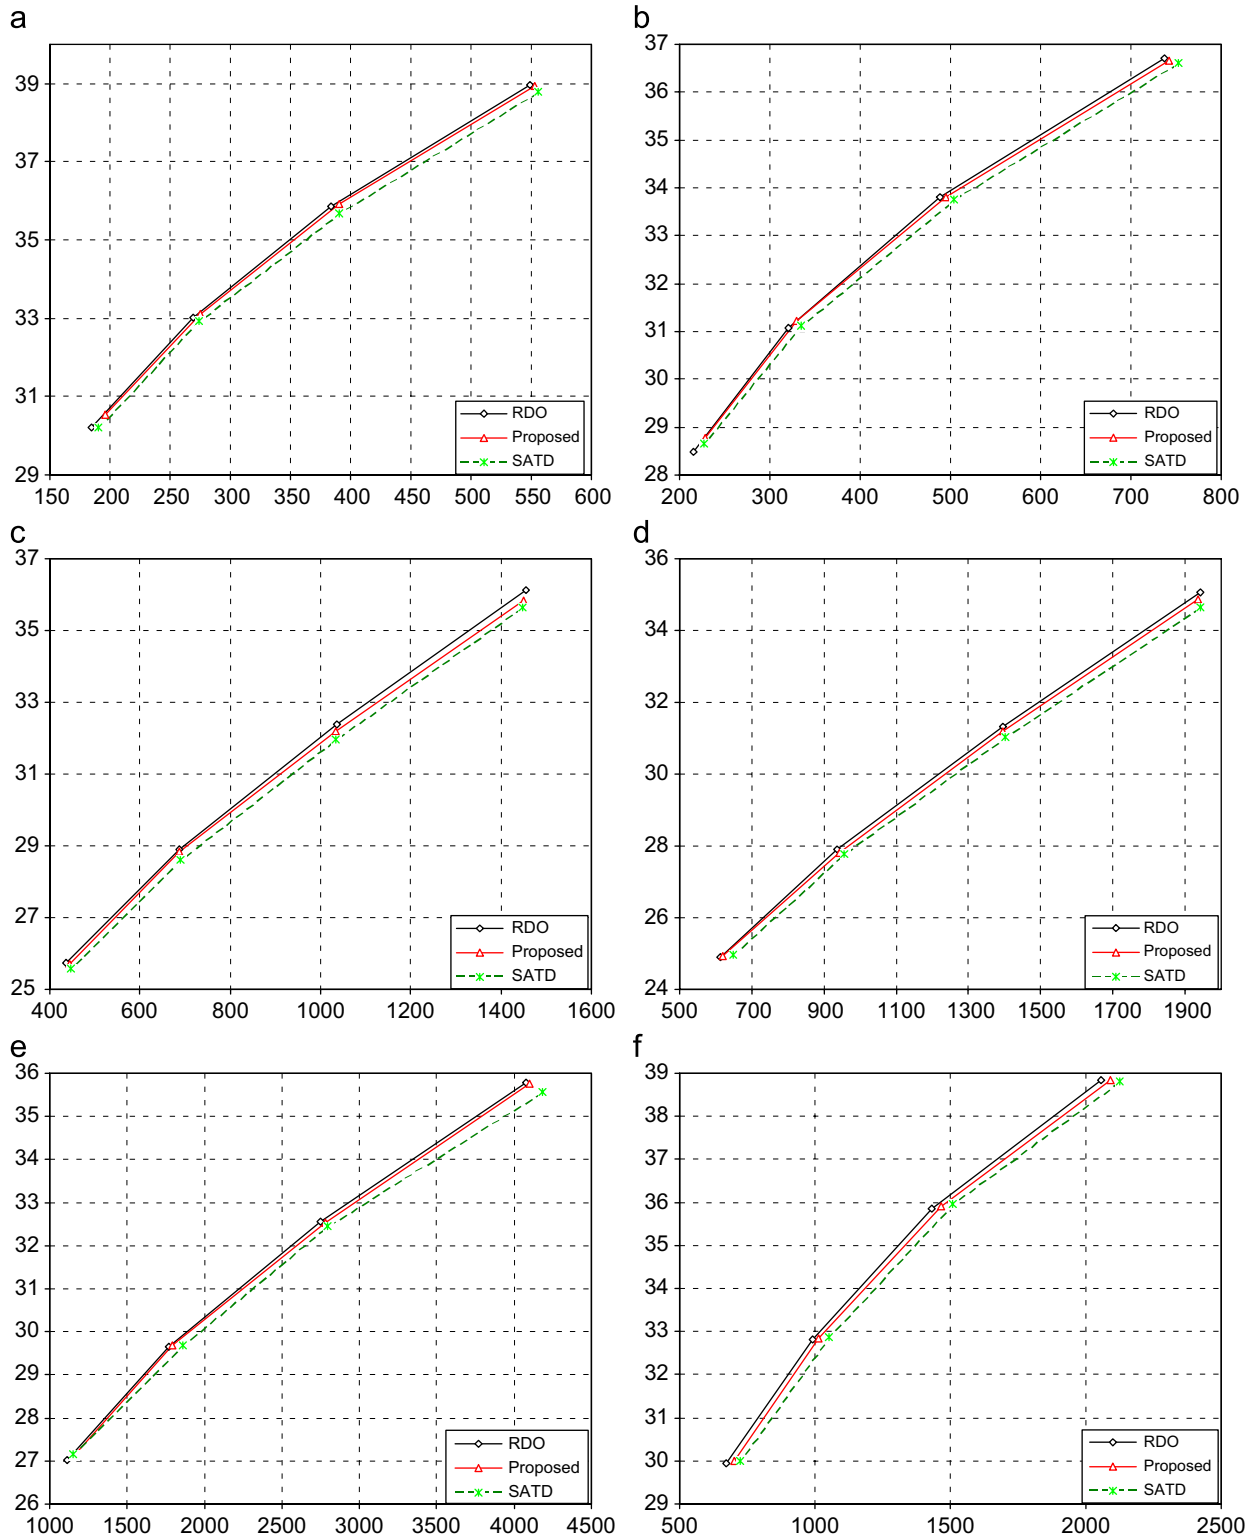 a
39
37
35
33
31
29
150 200 250 300 350 400 450 500 550 600
RDO
Proposed
SATD
b
37
36
35
34
33
32
31
30
29
28
200 300 400 500 600 700 800
RDO
Proposed
SATD
c
37
35
33
31
29
27
25
400 600 800 1000 1200 1400 1600
RDO
Proposed
SATD
d
36
34
32
30
28
26
24
500 700 900 1100 1300 1500 1700 1900
RDO
Proposed
SATD
e
36
35
34
33
32
31
30
29
28
27
26
1000 1500 2000 2500 3000 3500 4000 4500
RDO
Proposed
SATD
f
39
38
37
36
35
34
33
32
31
30
29
500 1000 1500 2000 2500
RDO
Proposed
SATD